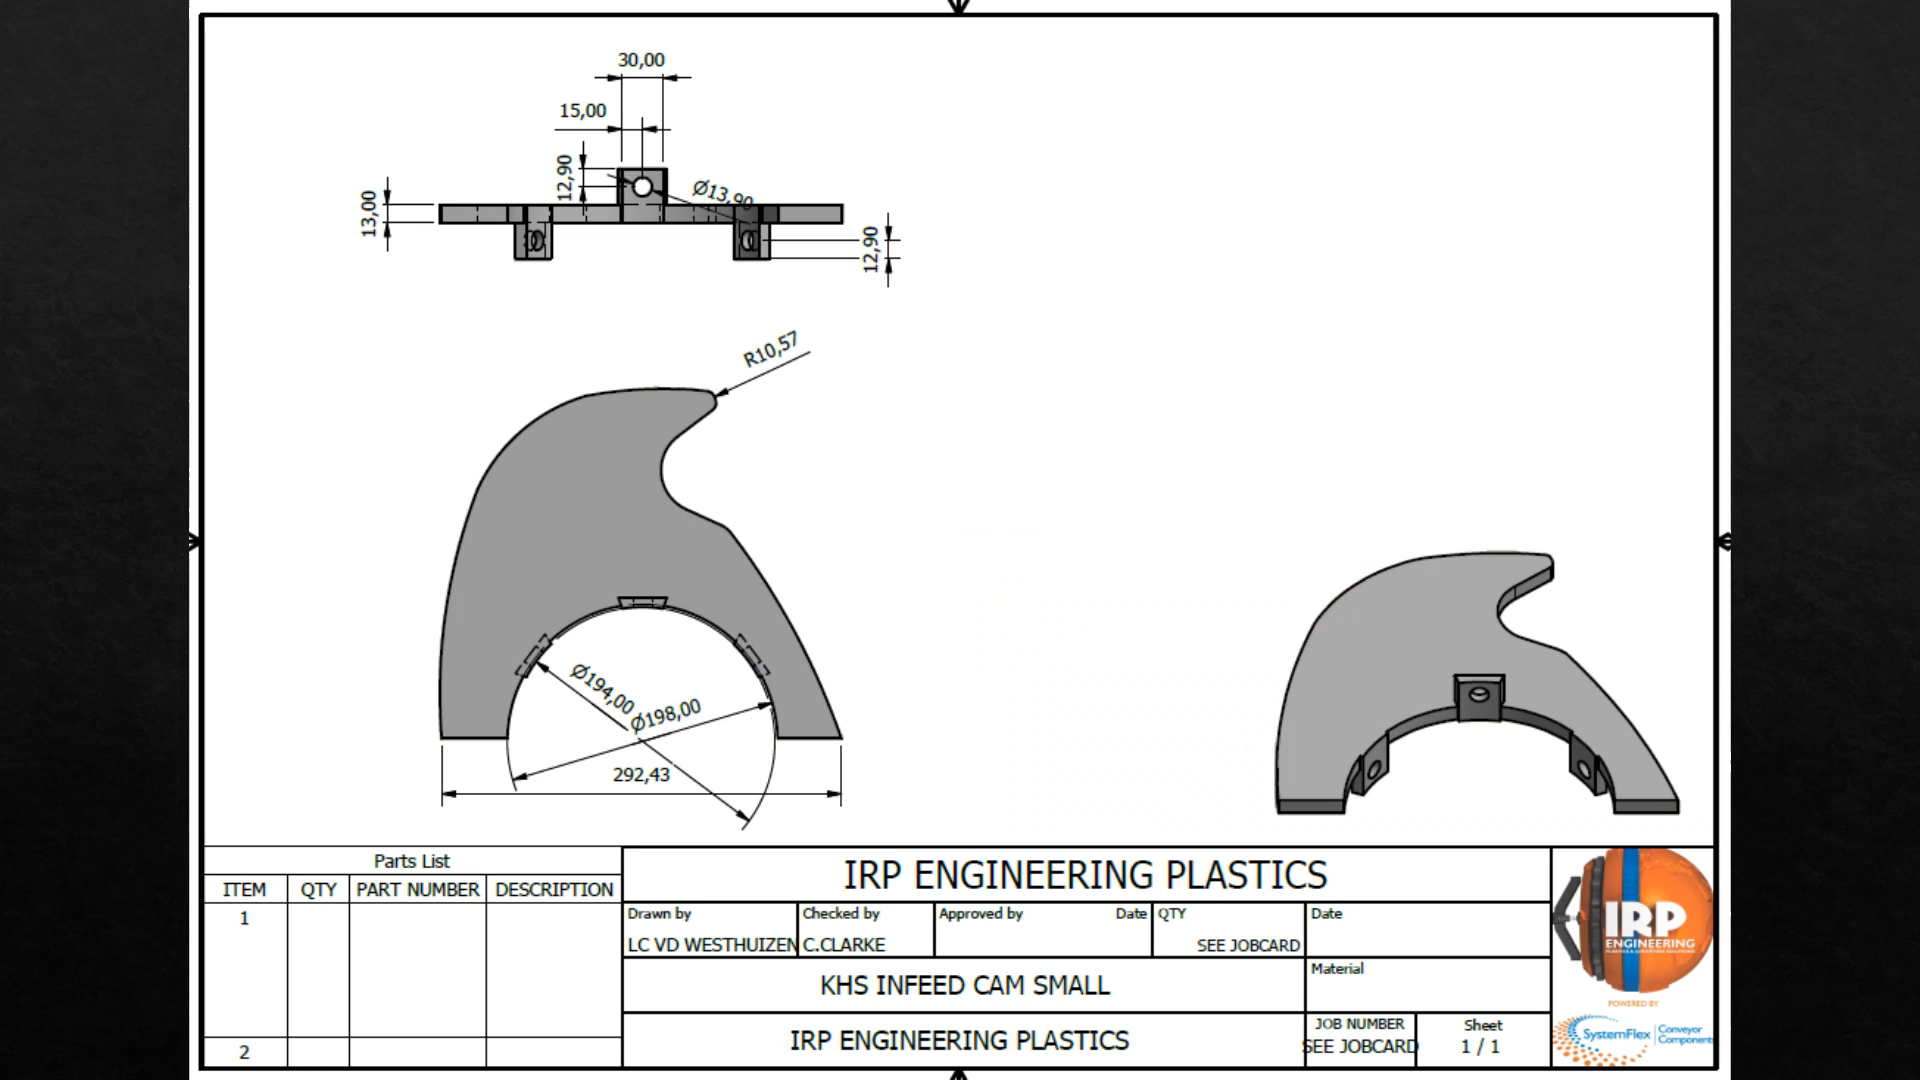 30,00
15,00
12,90
Ø13,90
13,00
12,90
R10,57
Ø194,00
Ø198,00
292,43
Parts List
ITEM QTY PART NUMBER DESCRIPTION
1
2
IRP ENGINEERING PLASTICS
Drawn by Checked by Approved by Date QTY Date
LC VD WESTHUIZEN C.CLARKE SEE JOBCARD
KHS INFEED CAM SMALL
Material
IRP ENGINEERING PLASTICS
JOB NUMBER Sheet
SEE JOBCARD 1 / 1
IRP
ENGINEERING
POWERED BY
SystemFlex
Conveyor
Component